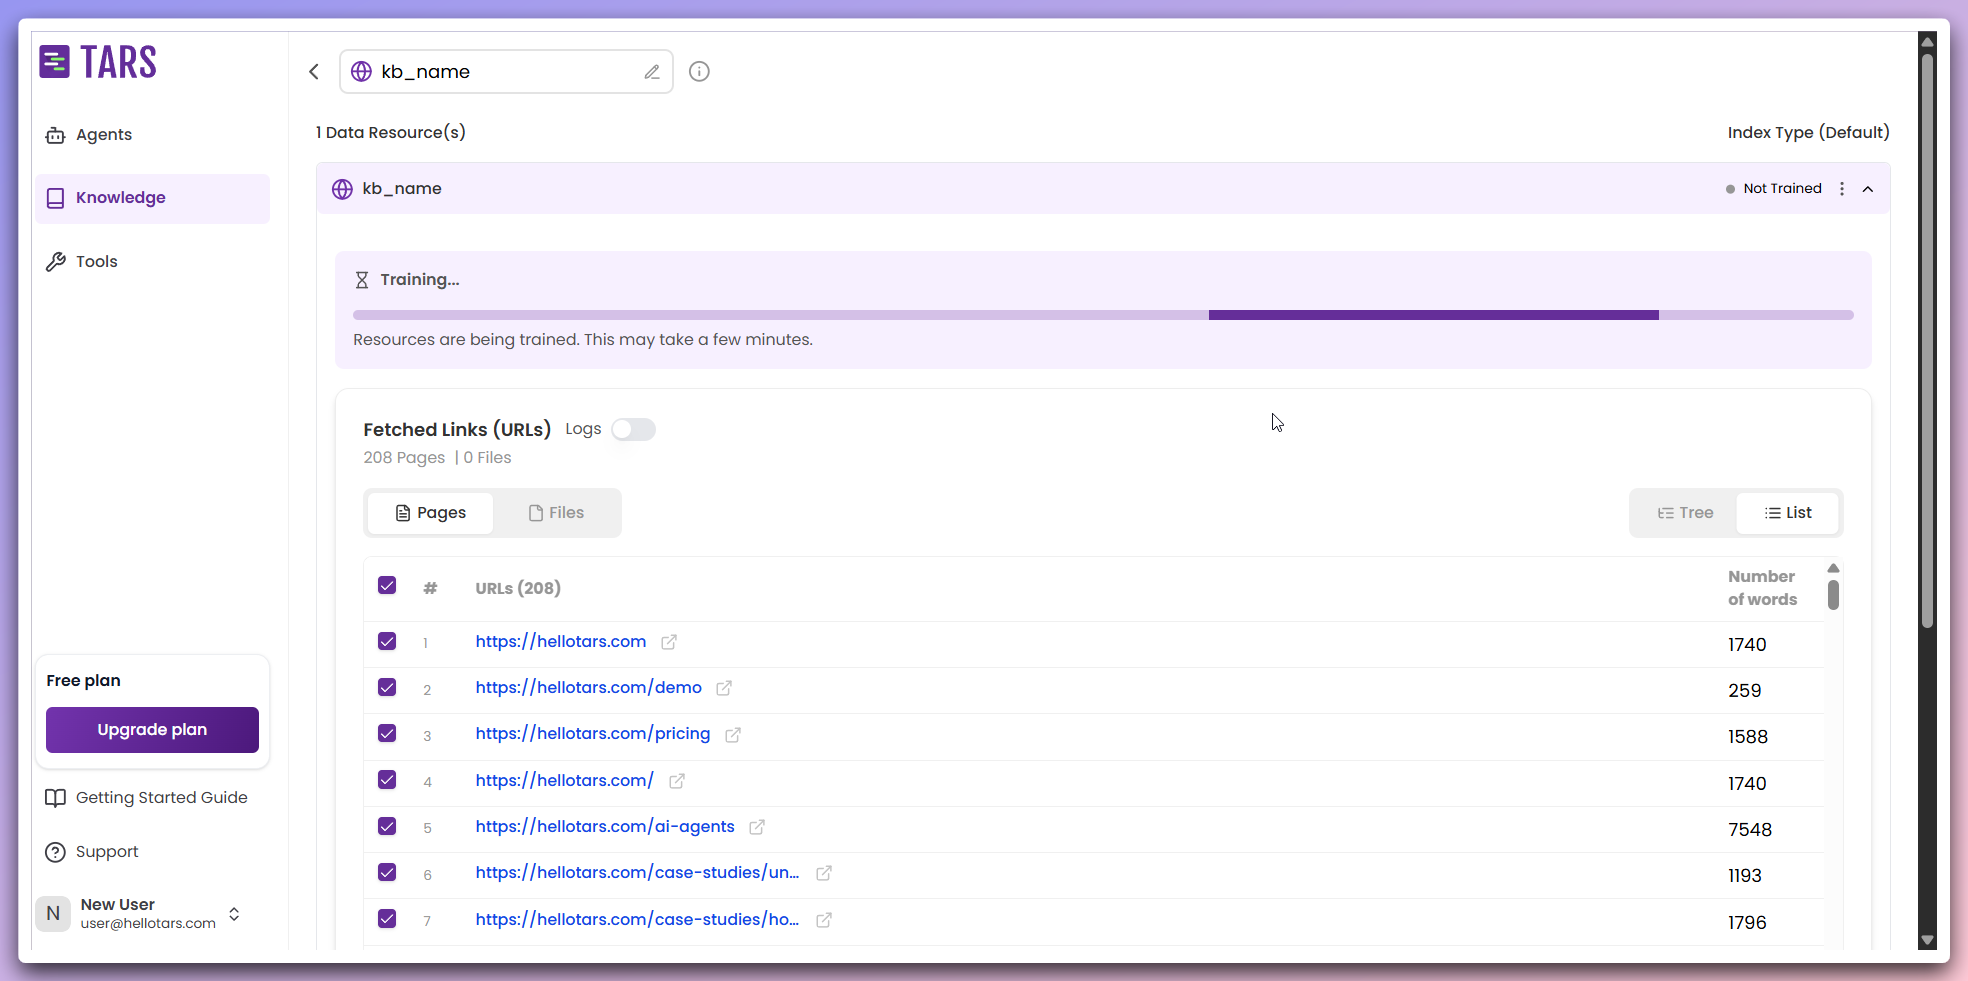 TARS
kb_name
Agents
Knowledge
Tools
1 Data Resource(s)
Index Type (Default)
kb_name
Not Trained
Training...
Resources are being trained. This may take a few minutes.
Fetched Links (URLs) Logs
208 Pages | 0 Files
Pages Files
Tree List
# URLs (208) Number of words
1 https://hellotars.com 1740
2 https://hellotars.com/demo 259
3 https://hellotars.com/pricing 1588
4 https://hellotars.com/ 1740
5 https://hellotars.com/ai-agents 7548
6 https://hellotars.com/case-studies/un... 1193
7 https://hellotars.com/case-studies/ho... 1796
Free plan
Upgrade plan
Getting Started Guide
Support
N
New User
user@hellotars.com